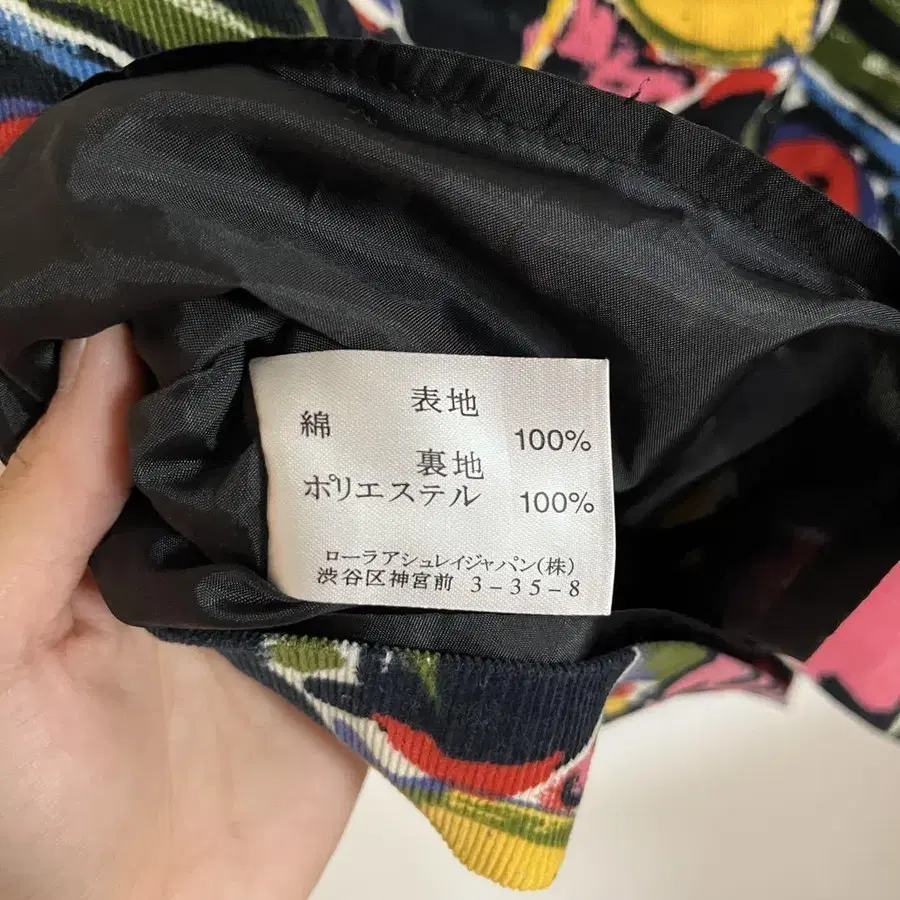 表地
綿 100%
裏地
ポリエステル 100%
ローラアシュレイジャパン(株)
渋谷区神宮前 3-35-8